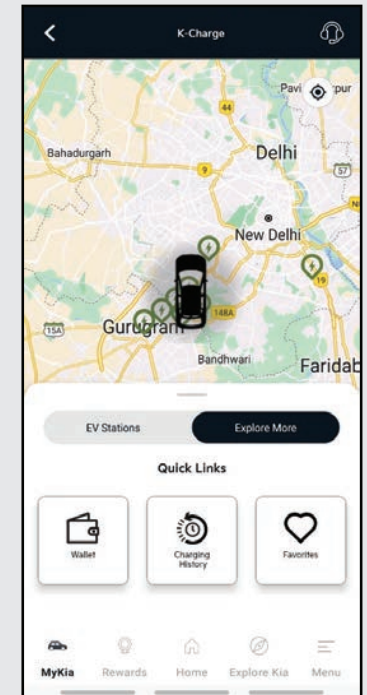 K-Charge
Pavi pur
44
Bahadurgarh
Delhi
9
57
New Delhi
19
Gurugram
148A
15A
Bandhwari
Faridab
EV Stations
Explore More
Quick Links
Wallet
Charging
History
Favorites
MyKia Rewards Home Explore Kia Menu